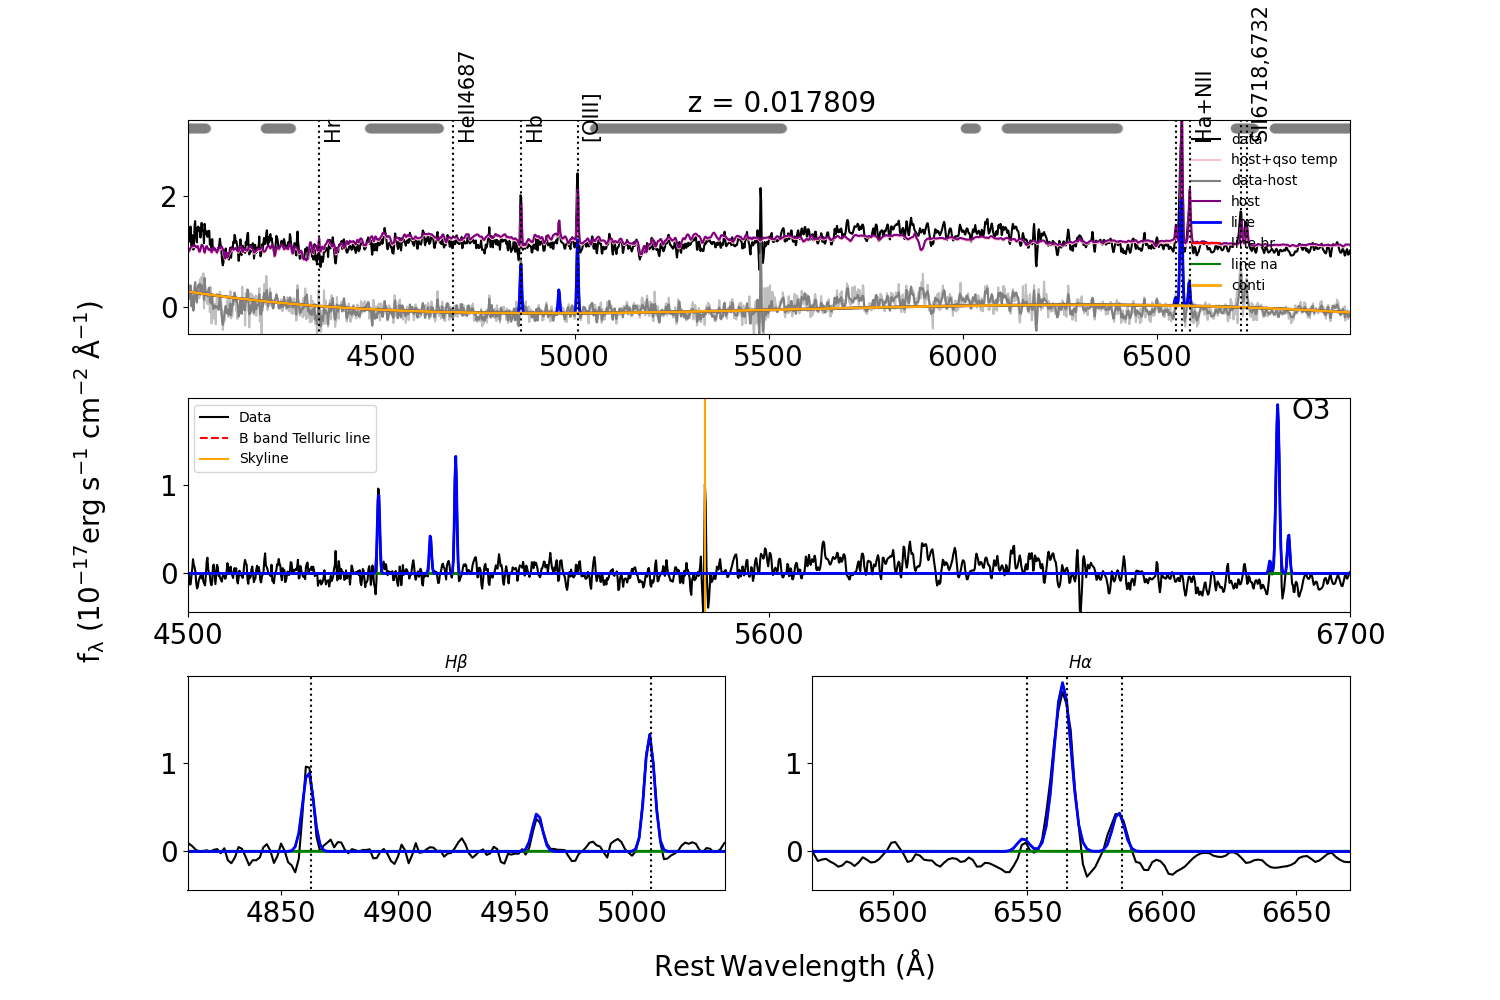 z = 0.017809
Hr
HeII4687
Hb
[OIII]
Ha+NII
SII6718,6732
data
host+qso temp
data-host
host
line
line br
line na
conti
2
0
4500 5000 5500 6000 6500
fλ (10−17erg s−1 cm−2 Å−1)
Data
B band Telluric line
Skyline
O3
1
0
4500 5600 6700
Hβ
1
0
4850 4900 4950 5000
Hα
1
0
6500 6550 6600 6650
Rest Wavelength (Å)